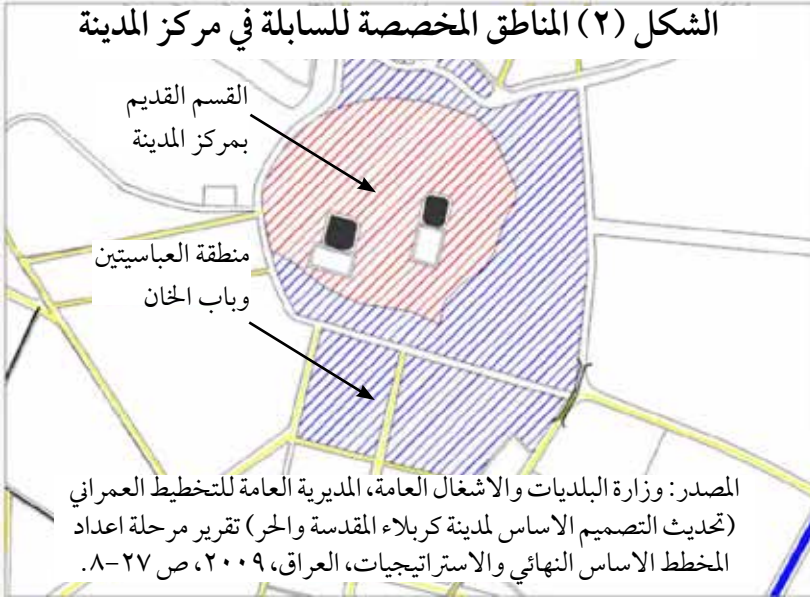 الشكل (٢) المناطق المخصصة للسابلة في مركز المدينة
القسم القديم
بمركز المدينة
منطقة العباسيتين
وباب الخان
المصدر: وزارة البلديات والاشغال العامة، المديرية العامة للتخطيط العمراني
(تحديث التصميم الاساس لمدينة كربلاء المقدسة والحر) تقرير مرحلة اعداد
المخطط الاساس النهائي والاستراتيجيات، العراق، ٢٠٠٩، ص ٢٧-٨.